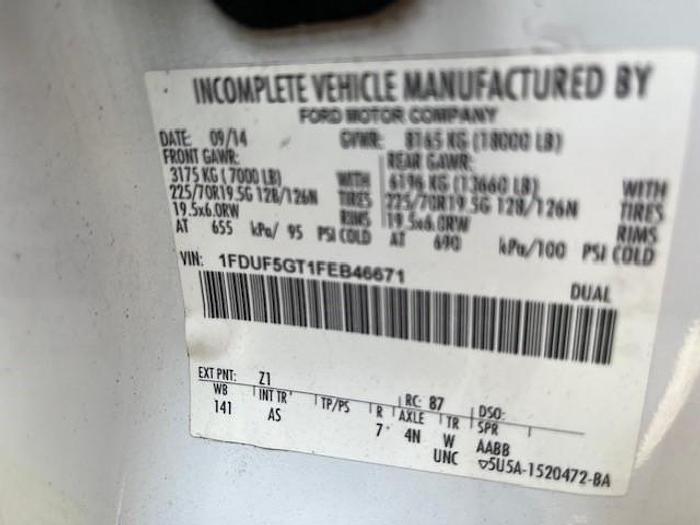 INCOMPLETE VEHICLE MANUFACTURED BY
FORD MOTOR COMPANY
DATE: 09/14 GVWR: 8165 KG (18000 LB)
FRONT GAWR: REAR GAWR:
3175 KG (7000 LB) WITH 6196 KG (13660 LB) WITH
225/70R19.5G 128/126N TIRES 225/70R19.5G 128/126N TIRES
19.5x6.0RW RIMS 19.5x6.0RW RIMS
AT 655 kPa/ 95 PSI COLD AT 690 kPa/100 PSI COLD
VIN: 1FDUF5GT1FEB46671 DUAL
EXT PNT: Z1 RC: 87 DSO:
WB INT TR TP/PS R AXLE TR SPR
141 AS 7 4N W AABB
UNC ▽5U5A-1520472-BA